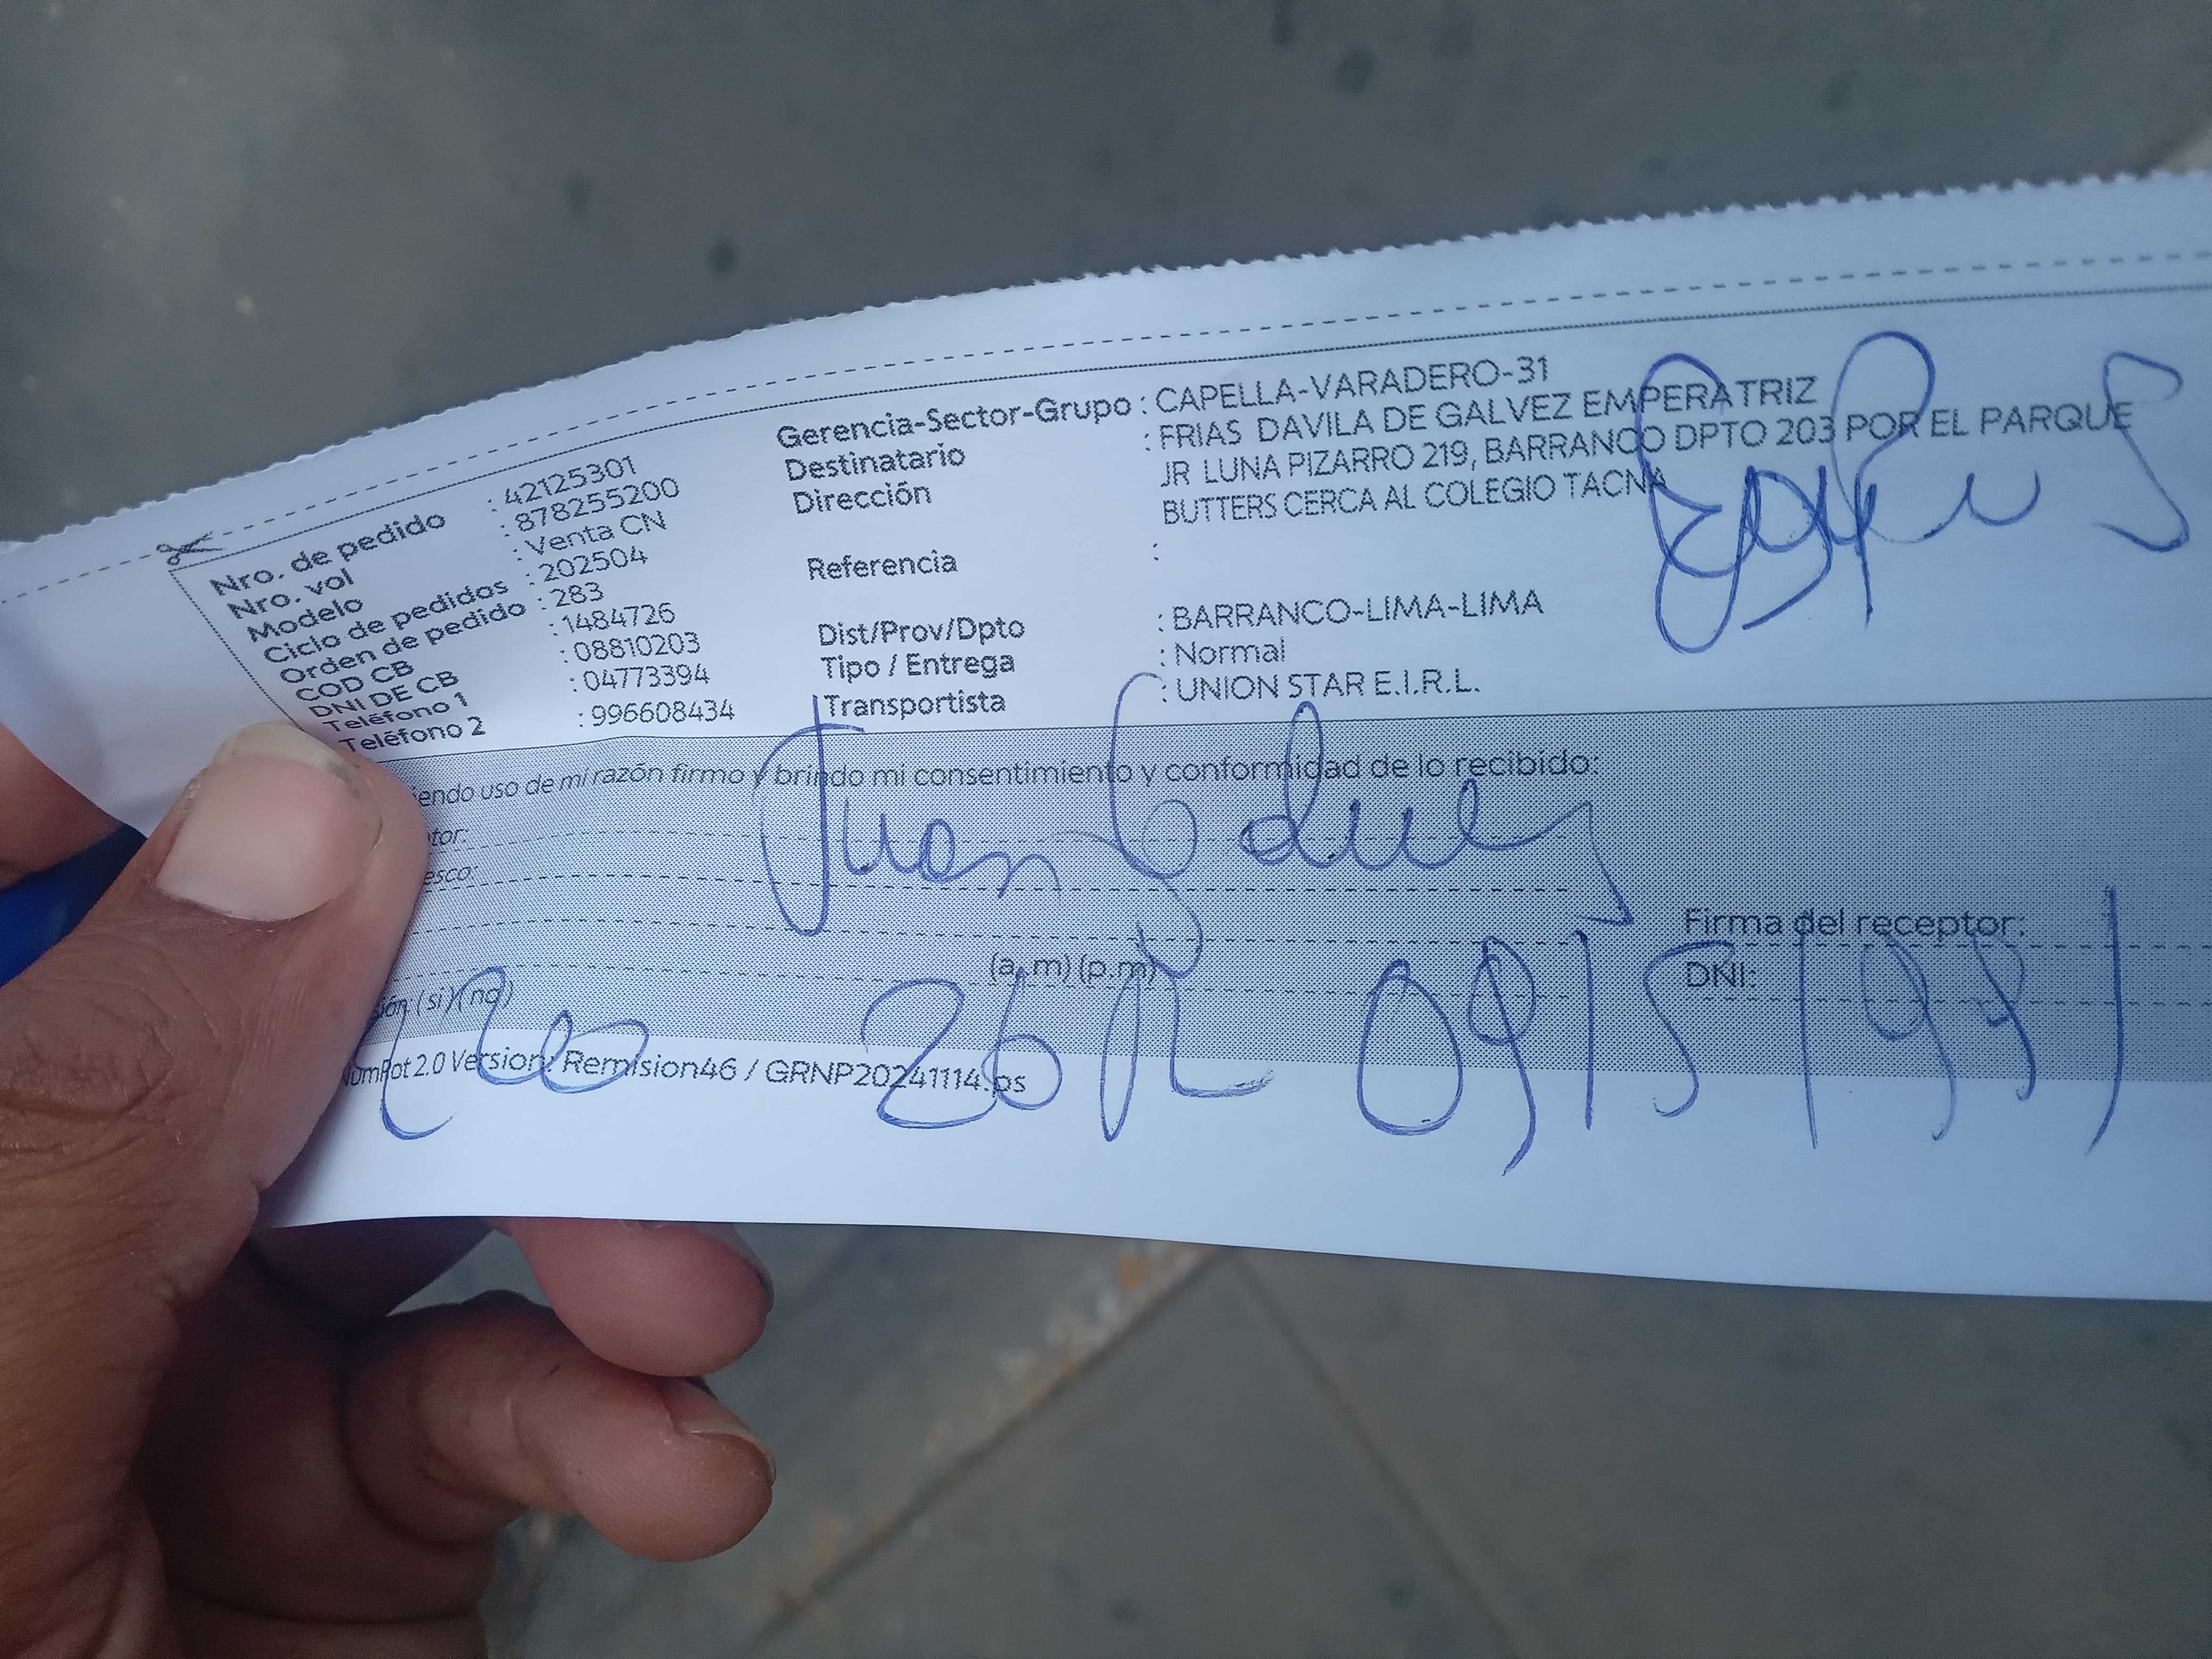 Nro. de pedido : 42125301
Nro. vol : 878255200
Modelo : Venta CN
Ciclo de pedidos : 202504
Orden de pedido : 283
COD CB : 1484726
DNI DE CB : 08810203
Teléfono 1 : 04773394
Teléfono 2 : 996608434
Gerencia-Sector-Grupo : CAPELLA-VARADERO-31
Destinatario : FRIAS DAVILA DE GALVEZ EMPERATRIZ
Dirección JR LUNA PIZARRO 219, BARRANCO DPTO 203 POR EL PARQUE
BUTTERS CERCA AL COLEGIO TACNA
Referencia :
Dist/Prov/Dpto : BARRANCO-LIMA-LIMA
Tipo / Entrega : Normal
Transportista : UNION STAR E.I.R.L.
iendo uso de mi razón firmo y brindo mi consentimiento y conformidad de lo recibido:
tor:
esco:
Juan
Firma del receptor:
(a. m) (p.m)
DNI:
sión ( si ) ( no )
NumPot 2.0 Version: Remision46 / GRNP20241114.ps